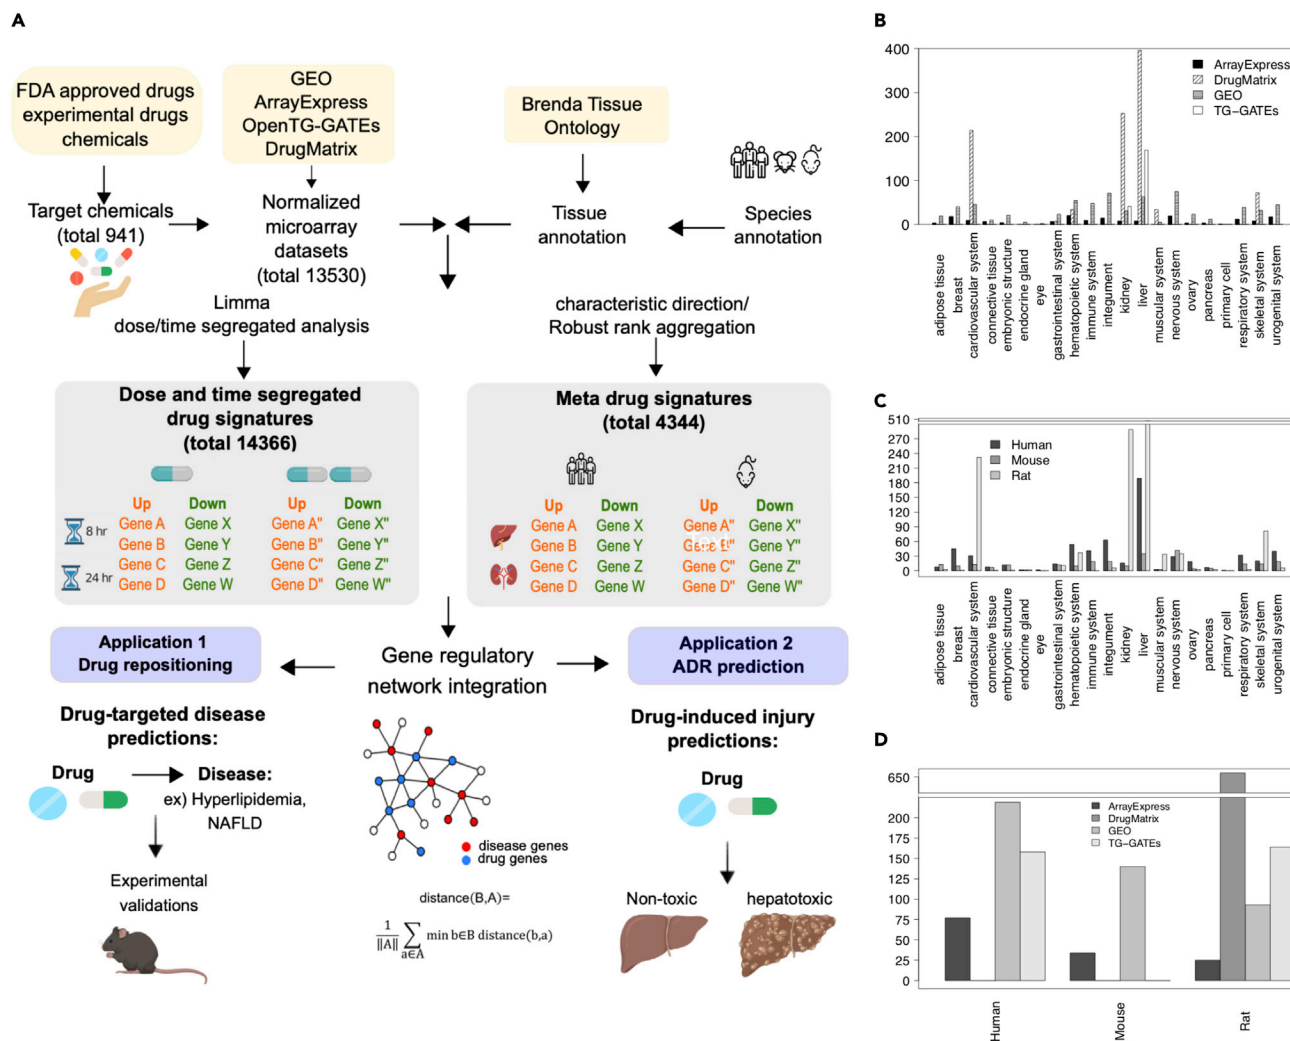 A
FDA approved drugs
experimental drugs
chemicals
GEO
ArrayExpress
OpenTG-GATEs
DrugMatrix
Brenda Tissue
Ontology
Target chemicals
(total 941)
Normalized
microarray
datasets
(total 13530)
Tissue
annotation
Species
annotation
Limma
dose/time segregated analysis
characteristic direction/
Robust rank aggregation
Dose and time segregated
drug signatures
(total 14366)
Up Down Up Down
8 hr
Gene A Gene X Gene A" Gene X"
Gene B Gene Y Gene B" Gene Y"
24 hr
Gene C Gene Z Gene C" Gene Z"
Gene D Gene W Gene D" Gene W"
Meta drug signatures
(total 4344)
Up Down Up Down
Gene A Gene X Gene A" Gene X"
Gene B Gene Y Gene B" Gene Y"
Text
Gene C Gene Z Gene C" Gene Z"
Gene D Gene W Gene D" Gene W"
Application 1
Drug repositioning
Gene regulatory
network integration
Application 2
ADR prediction
Drug-targeted disease
predictions:
Drug
Disease:
ex) Hyperlipidemia,
NAFLD
Experimental
validations
disease genes
drug genes
distance(B,A)=
1/||A|| ∑ a∈A min b∈B distance(b,a)
Drug-induced injury
predictions:
Drug
Non-toxic
hepatotoxic
B
400
300
200
100
0
ArrayExpress
DrugMatrix
GEO
TG-GATEs
adipose tissue
breast
cardiovascular system
connective tissue
embryonic structure
endocrine gland
eye
gastrointestinal system
hematopoietic system
immune system
integument
kidney
liver
muscular system
nervous system
ovary
pancreas
primary cell
respiratory system
skeletal system
urogenital system
C
510
270
240
210
180
150
120
90
60
30
0
Human
Mouse
Rat
adipose tissue
breast
cardiovascular system
connective tissue
embryonic structure
endocrine gland
eye
gastrointestinal system
hematopoietic system
immune system
integument
kidney
liver
muscular system
nervous system
ovary
pancreas
primary cell
respiratory system
skeletal system
urogenital system
D
650
225
175
150
125
100
75
50
25
0
ArrayExpress
DrugMatrix
GEO
TG-GATEs
Human
Mouse
Rat